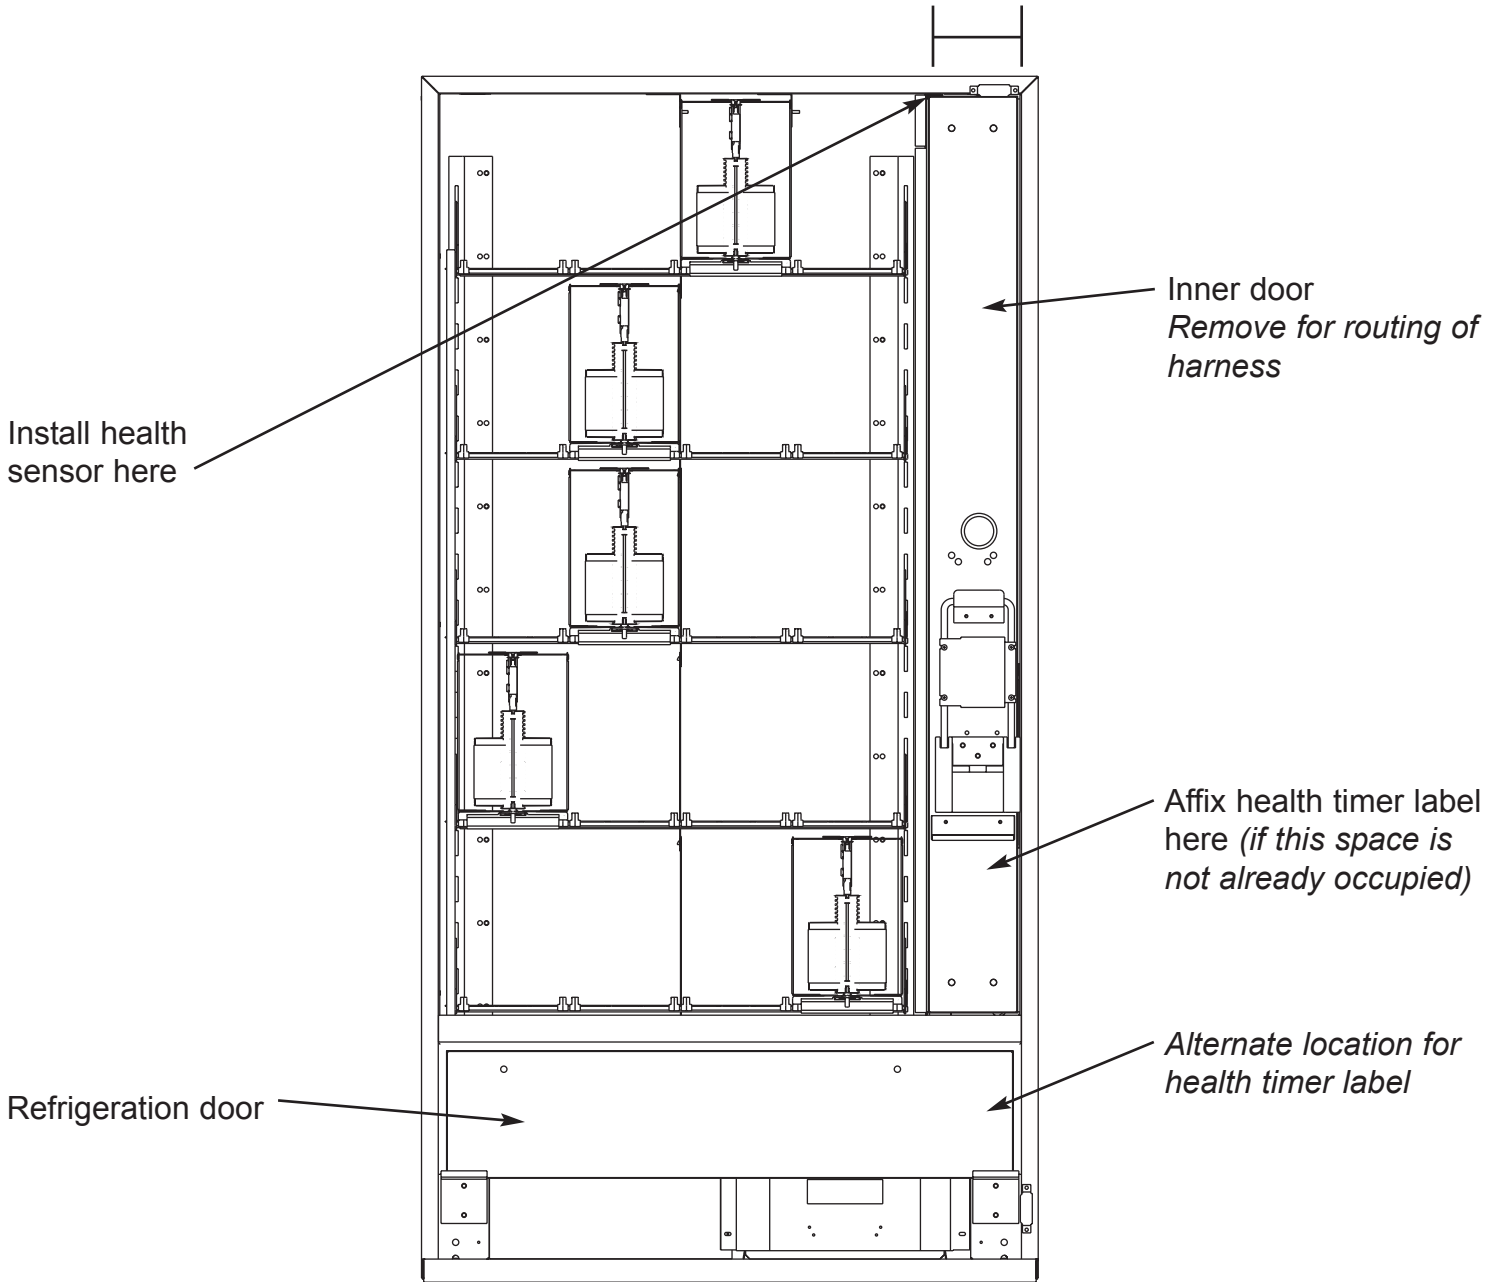 Inner door
Remove for routing of
harness
Install health
sensor here
Affix health timer label
here (if this space is
not already occupied)
Alternate location for
health timer label
Refrigeration door